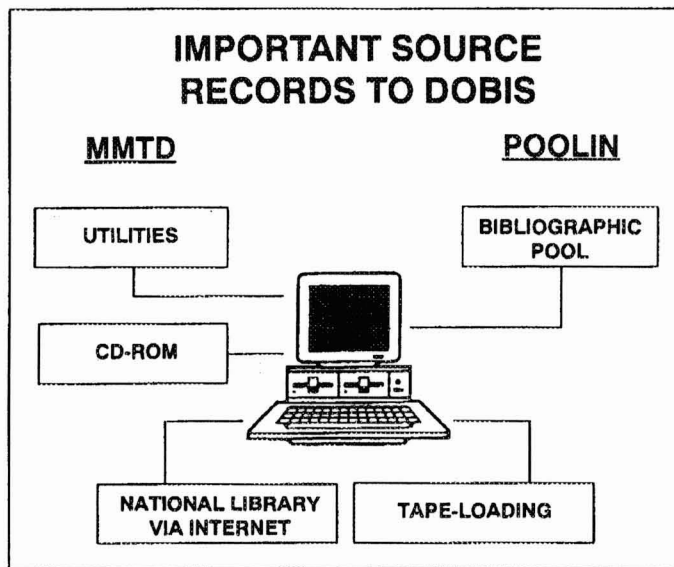 IMPORTANT SOURCE
RECORDS TO DOBIS
MMTD
POOLIN
UTILITIES
BIBLIOGRAPHIC
POOL
CD-ROM
NATIONAL LIBRARY
VIA INTERNET
TAPE-LOADING